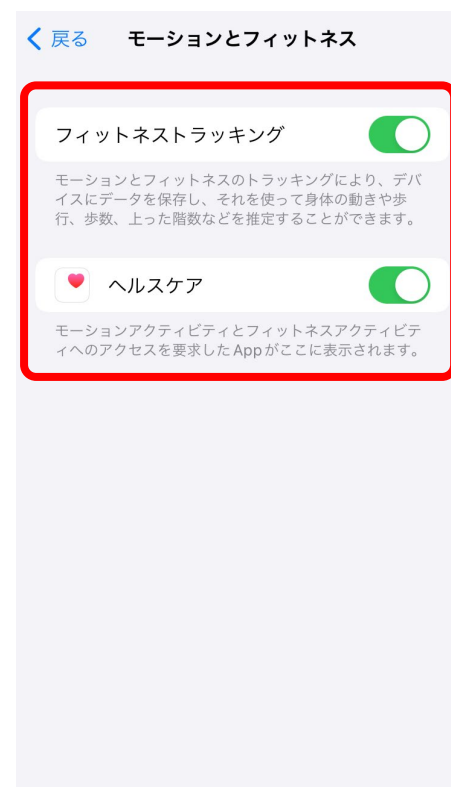 戻る モーションとフィットネス
フィットネストラッキング
モーションとフィットネスのトラッキングにより、デバ
イスにデータを保存し、それを使って身体の動きや歩
行、歩数、上った階数などを推定することができます。
ヘルスケア
モーションアクティビティとフィットネスアクティビテ
ィへのアクセスを要求したAppがここに表示されます。